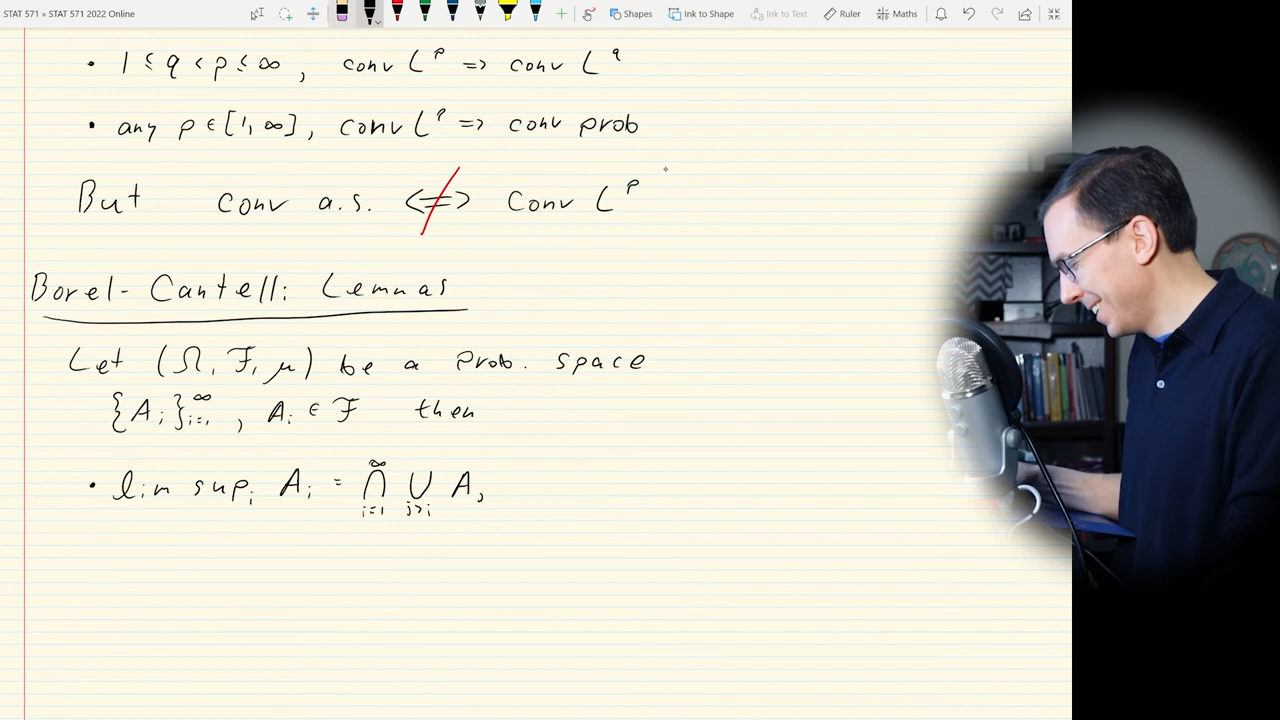 STAT 571 » STAT 571 2022 Online
Shapes Ink to Shape Ink to Text Ruler Maths
• 1 ≤ q < p ≤ ∞, conv L^p => conv L^q
• any p ∈ [1, ∞], conv L^p => conv prob
But conv a.s. <≠> conv L^p
Borel-Cantelli Lemmas
Let (Ω, F, μ) be a prob. space
{A_i}_{i=1}^∞, A_i ∈ F then
• lim sup_i A_i = ⋂_{i=1}^∞ ⋃_{j>i} A,